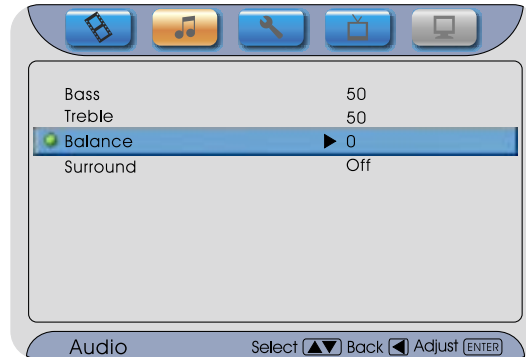 Bass 50
Treble 50
Balance 0
Surround Off
Audio Select Back Adjust ENTER